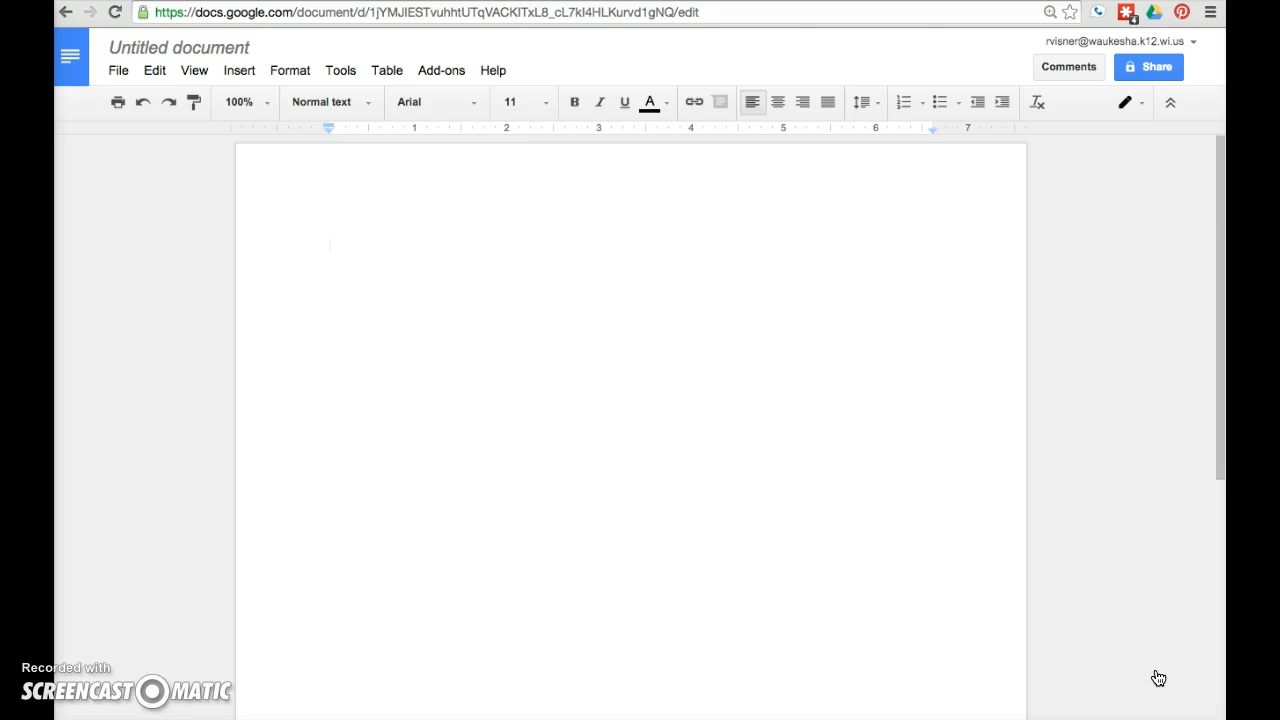 https://docs.google.com/document/d/1jYMJIESTvuhhtUTqVACKITxL8_cL7kI4HLKurvd1gNQ/edit
Untitled document
rvisner@waukesha.k12.wi.us
File Edit View Insert Format Tools Table Add-ons Help
Comments Share
100% Normal text Arial 11 B I U A
1 2 3 4 5 6 7
Recorded with
SCREENCAST-O-MATIC